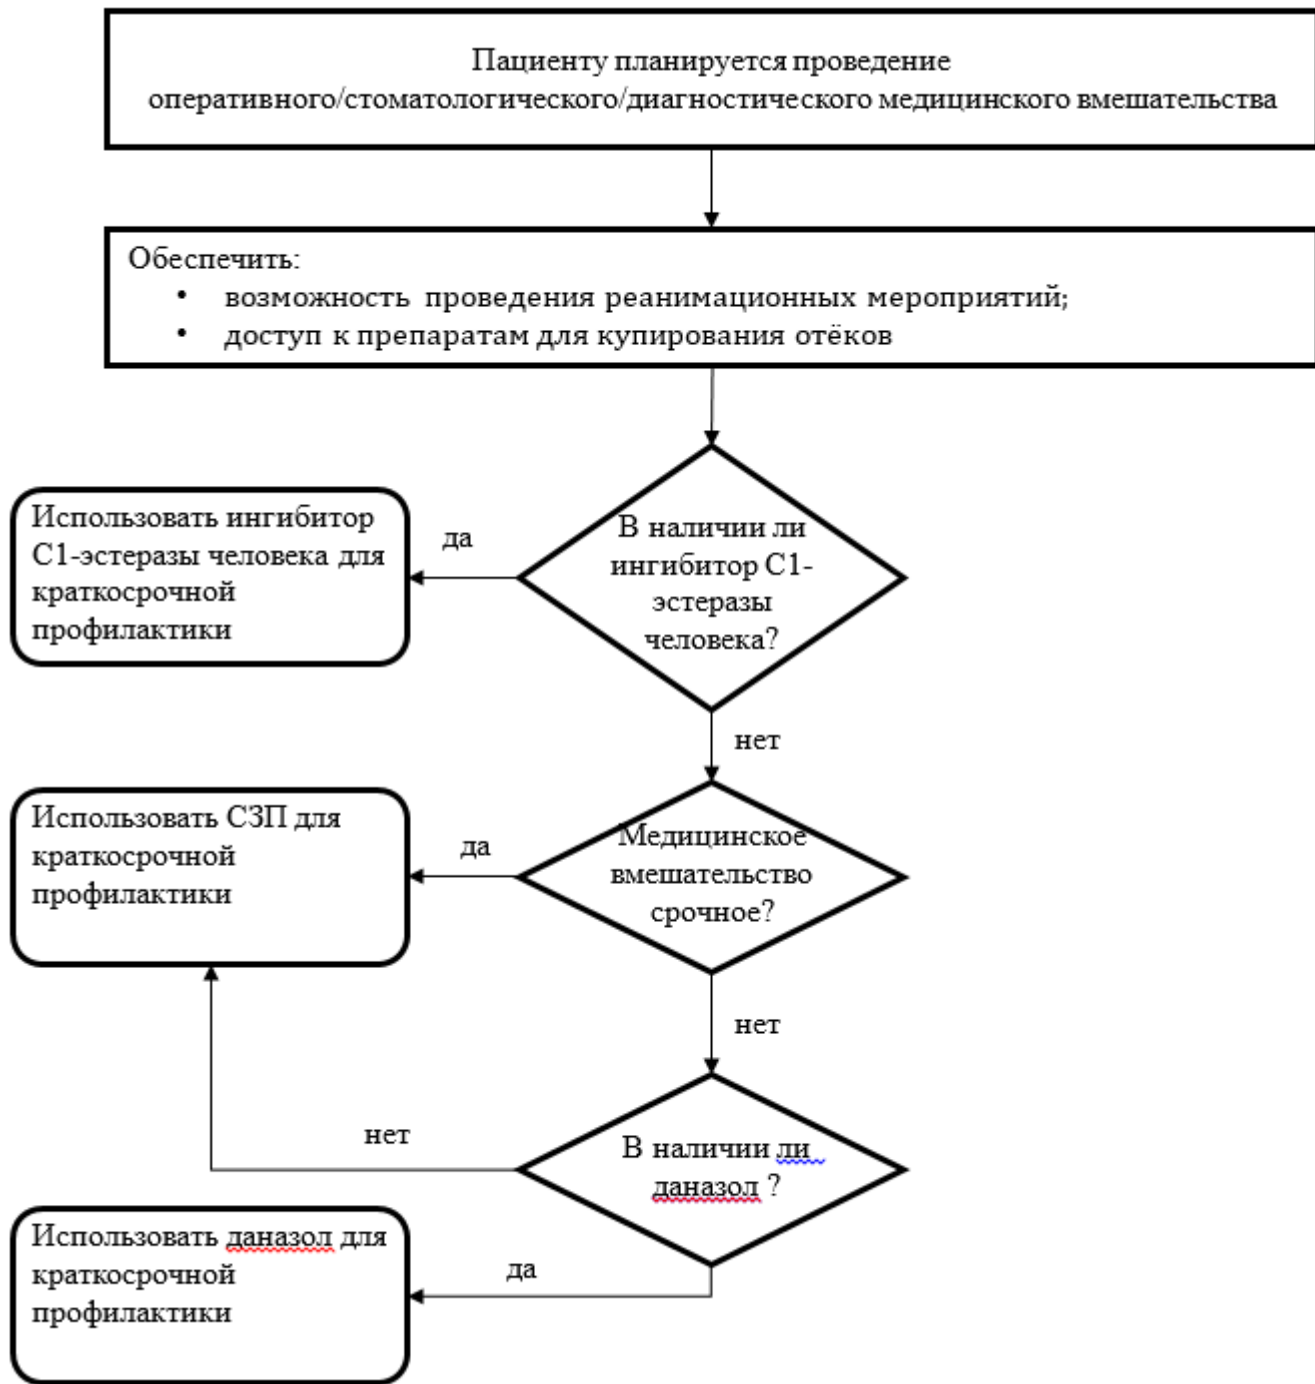 Пациенту планируется проведение
оперативного/стоматологического/диагностического медицинского вмешательства
Обеспечить:
• возможность проведения реанимационных мероприятий;
• доступ к препаратам для купирования отёков
В наличии ли
ингибитор С1-
эстеразы
человека?
да
Использовать ингибитор
С1-эстеразы человека для
краткосрочной
профилактики
нет
Медицинское
вмешательство
срочное?
да
Использовать СЗП для
краткосрочной
профилактики
нет
В наличии ли
даназол ?
нет
да
Использовать даназол для
краткосрочной
профилактики